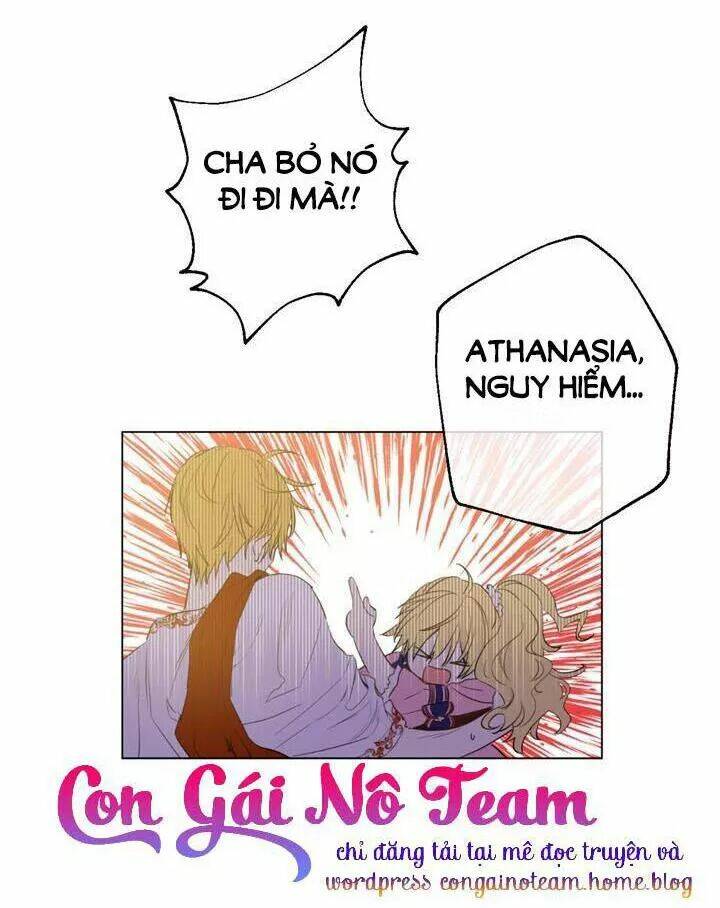 CHA BỎ NÓ
ĐI ĐI MÀ!!
ATHANASIA,
NGUY HIỂM...
Con Gái Nô Team
chỉ đăng tải tại mê đọc truyện và
wordpress congainoteam.home.blog